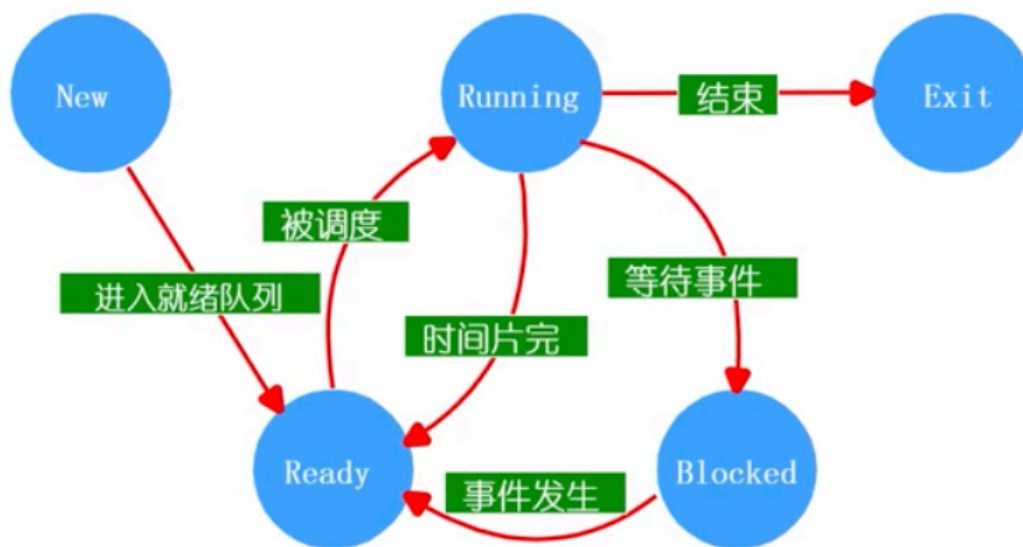 New
Running
结束
Exit
被调度
进入就绪队列
等待事件
时间片完
Ready
事件发生
Blocked